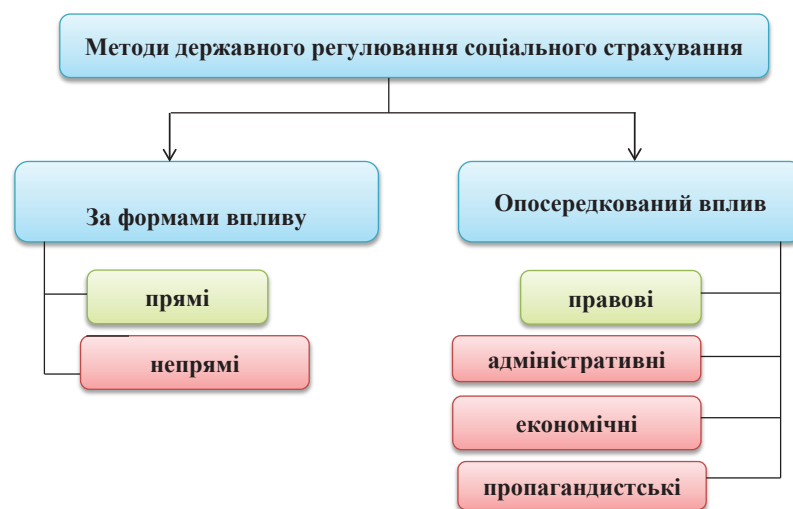 Методи державного регулювання соціального страхування
За формами впливу
прямі
непрямі
Опосередкований вплив
правові
адміністративні
економічні
пропагандистські